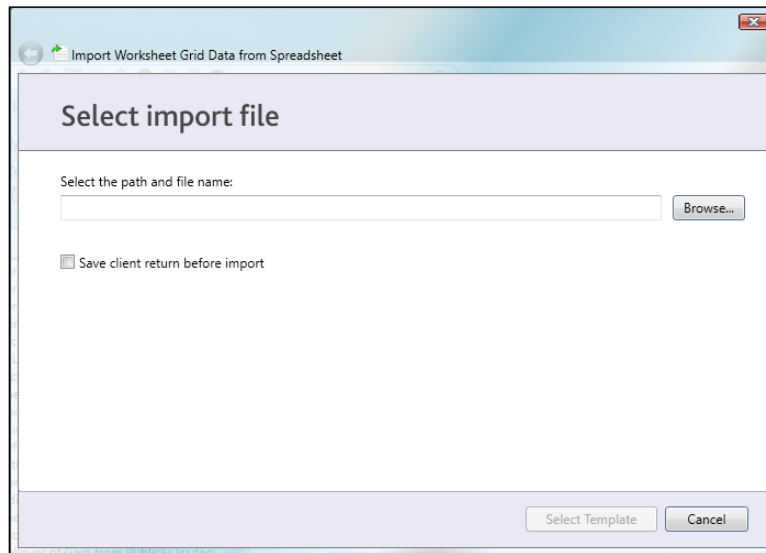 Import Worksheet Grid Data from Spreadsheet
Select import file
Select the path and file name:
Browse...
Save client return before import
Select Template
Cancel